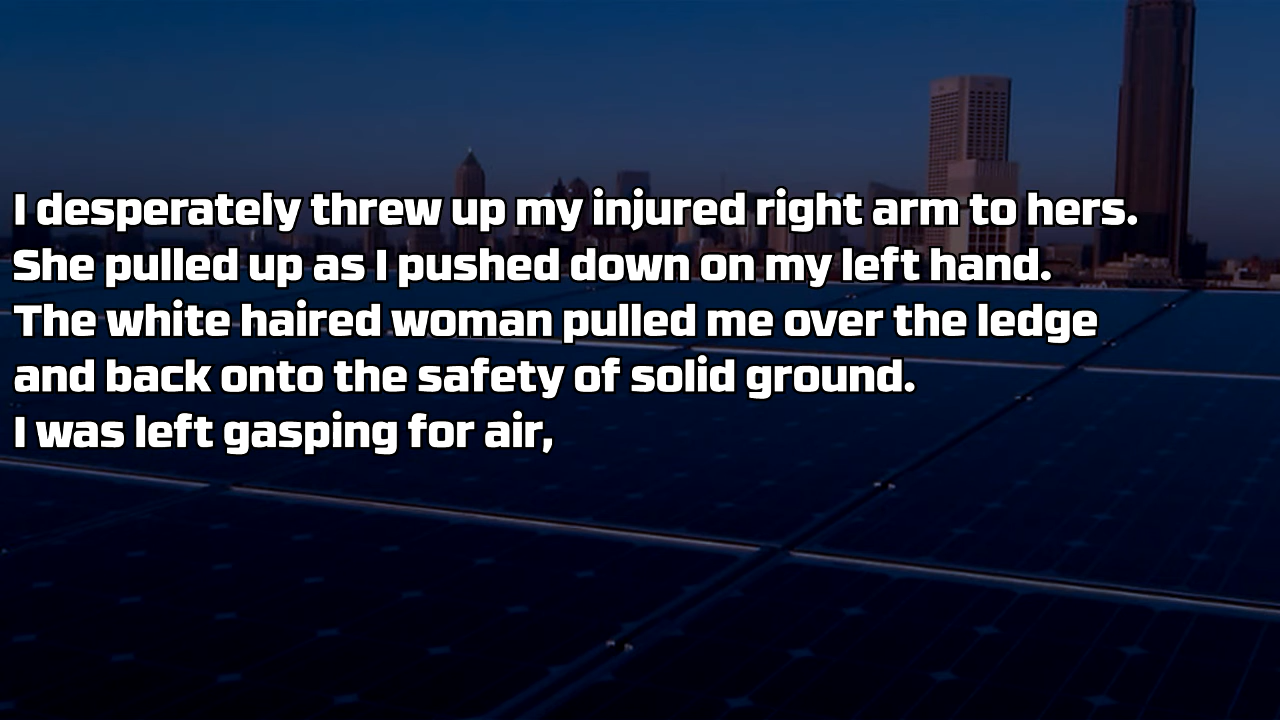 I desperately threw up my injured right arm to hers.
She pulled up as I pushed down on my left hand.
The white haired woman pulled me over the ledge
and back onto the safety of solid ground.
I was left gasping for air,